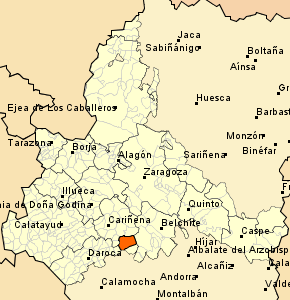 Jaca
Sabiñánigo
Boltaña
Aínsa
Ejea de Los Caballeros
Huesca
Barbast
Monzón
Tarazona
Borja
Alagón
Sariñena
Binéfar
Zaragoza
Illueca
nia de Doña Godina
Quinto
Calatayud
Cariñena
Belchite
Caspe
Híjar
Albalate del Arzobisp
Daroca
Alcañiz
Calamocha
Andorra
Montalbán